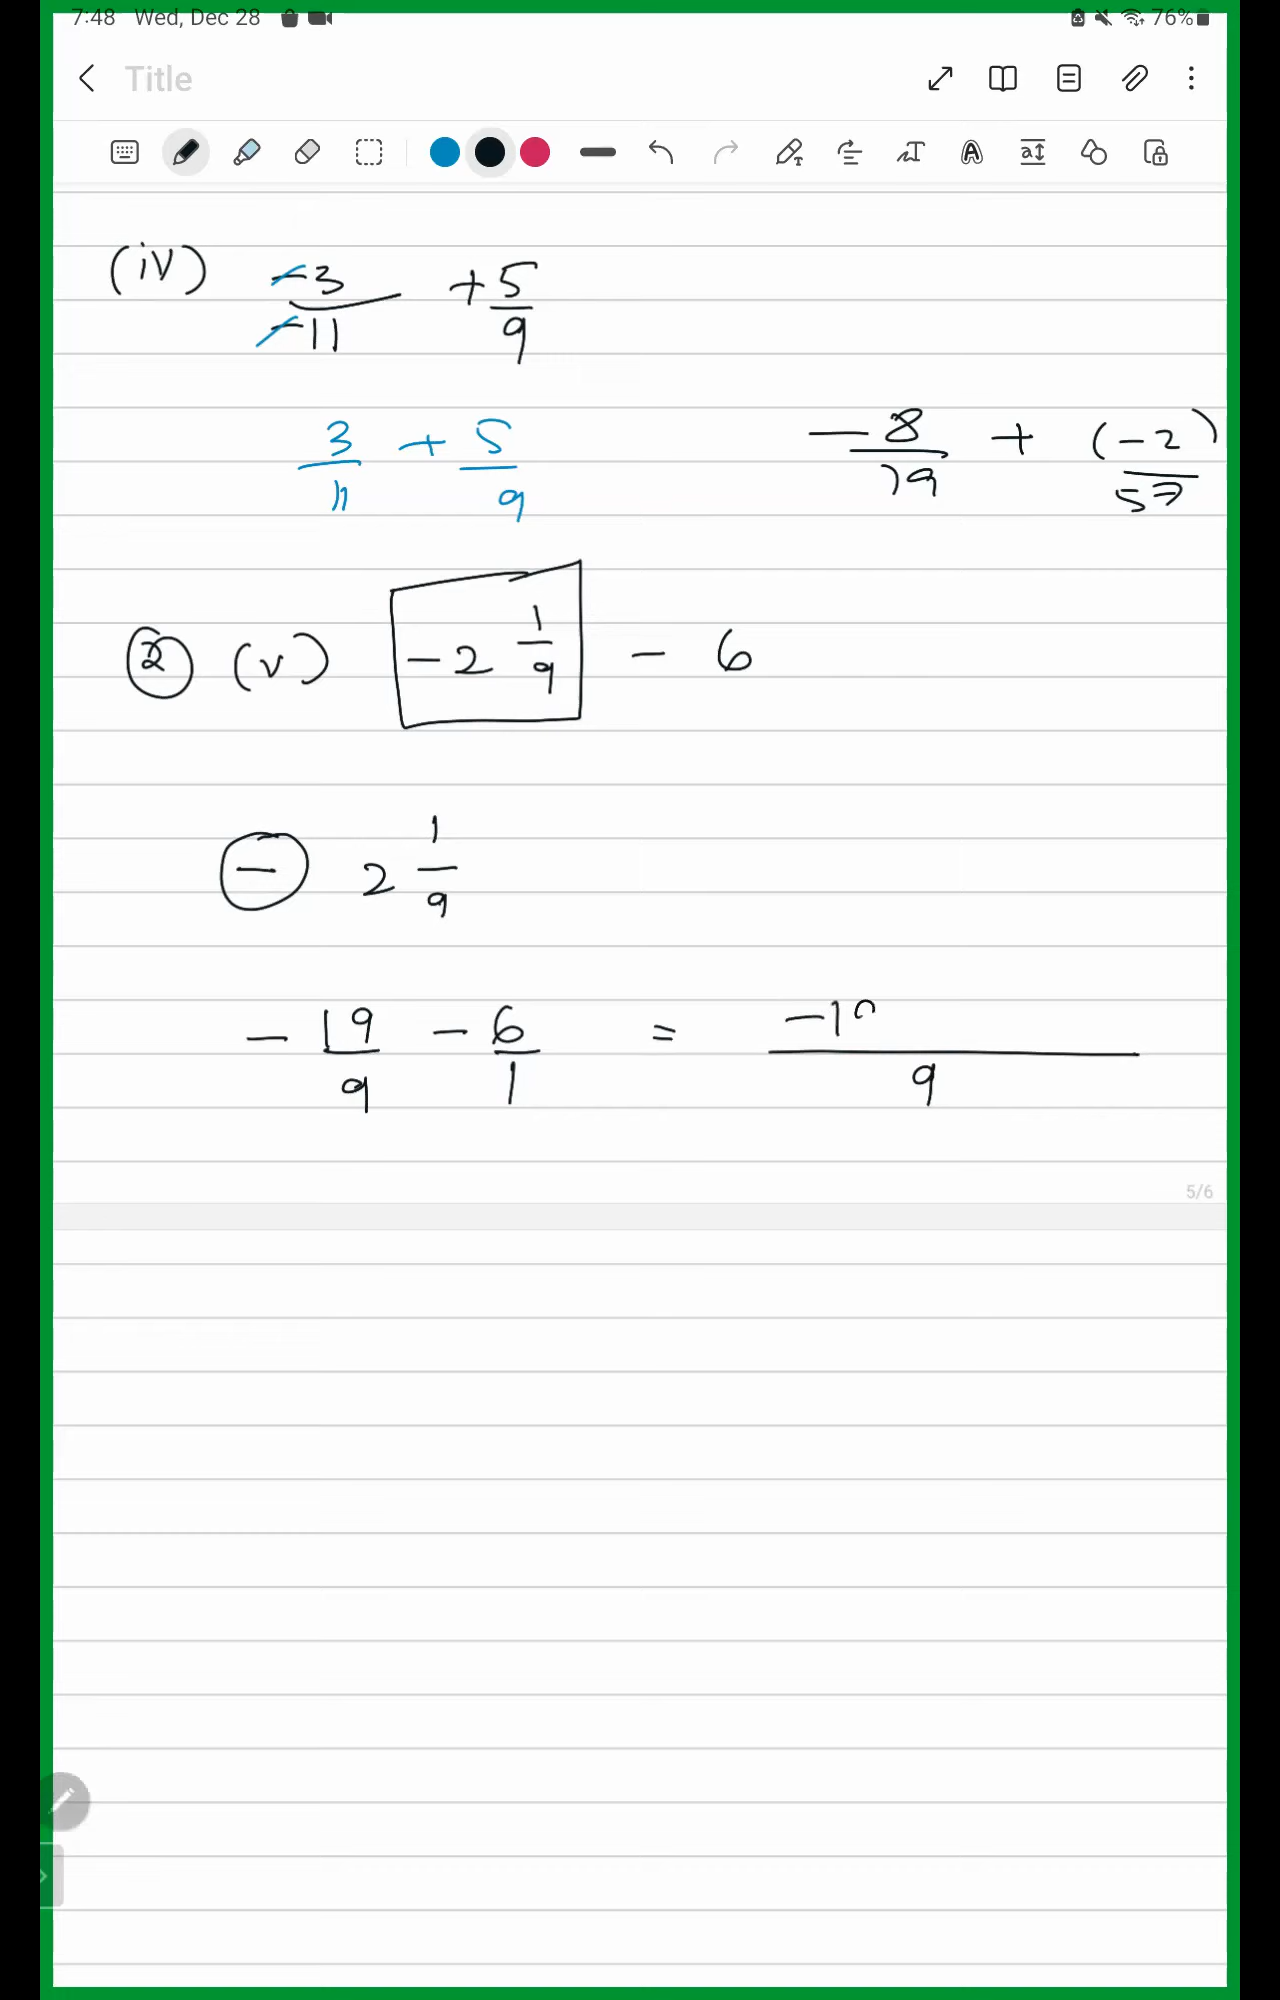 7:48 Wed, Dec 28 76%
Title
(iv) -3/-11 + 5/9
3/11 + 5/9
-8/19 + (-2)/57
② (v) -2 1/9 - 6
- 2 1/9
- 19/9 - 6/1 = -1 /9
5/6